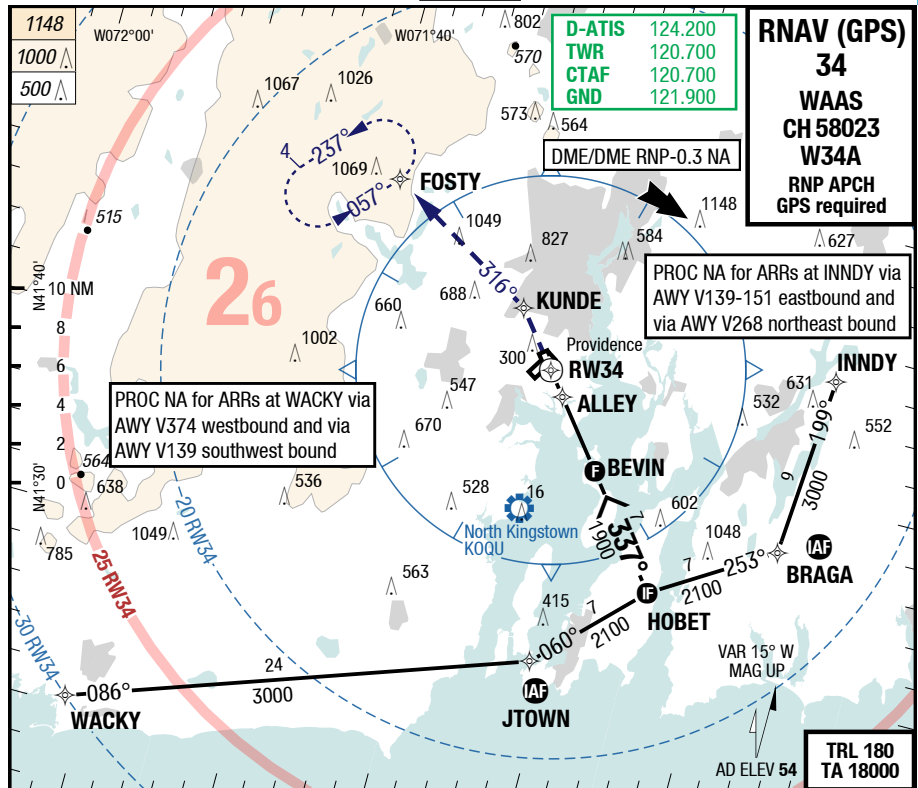 1148
1000
500
W072°00'
W071°40'
802
570
573
564
1067
1026
D-ATIS 124.200
TWR 120.700
CTAF 120.700
GND 121.900
RNAV (GPS)
34
WAAS
CH 58023
W34A
RNP APCH
GPS required
DME/DME RNP-0.3 NA
4
237°
1069
057°
FOSTY
1148
515
1049
827
584
627
316°
PROC NA for ARRs at INNDY via
AWY V139-151 eastbound and
via AWY V268 northeast bound
N41°40'
10 NM
8
6
4
2
0
N41°30'
26
688
KUNDE
660
1002
300
Providence
RW34
INNDY
ALLEY
547
631
532
199°
552
PROC NA for ARRs at WACKY via
AWY V374 westbound and via
AWY V139 southwest bound
670
564
638
BEVIN
F
9
3000
536
528
16
North Kingstown
KOQU
602
7
1900
337°
785
1049
20 RW34
25 RW34
30 RW34
1048
7
253°
2100
IAF
BRAGA
563
IF
HOBET
415
7
060°
2100
VAR 15° W
MAG UP
24
086°
3000
WACKY
IAF
JTOWN
AD ELEV 54
TRL 180
TA 18000